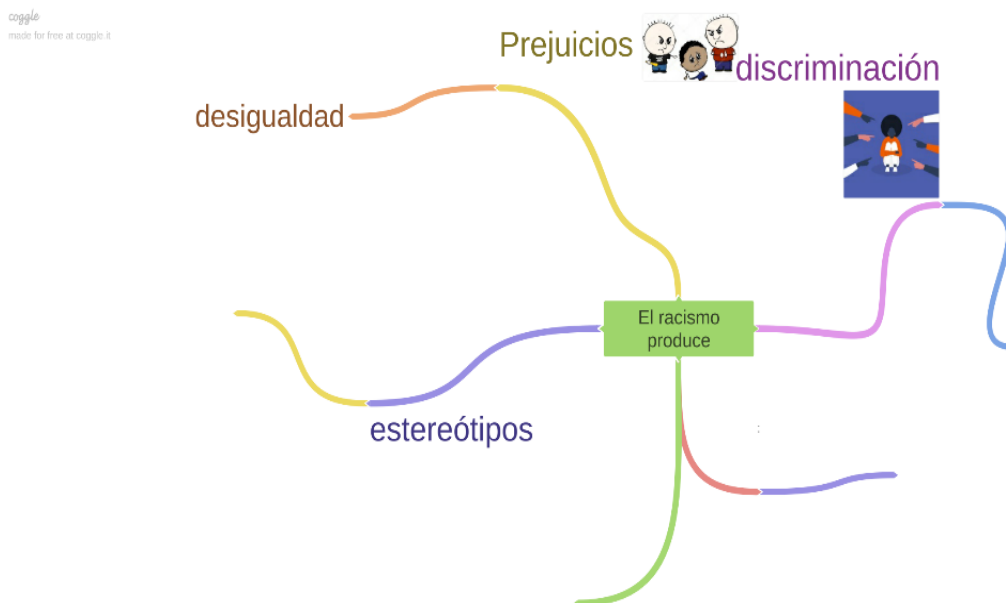 coggle
made for free at coggle.it
Prejuicios
discriminación
desigualdad
El racismo
produce
:
estereótipos